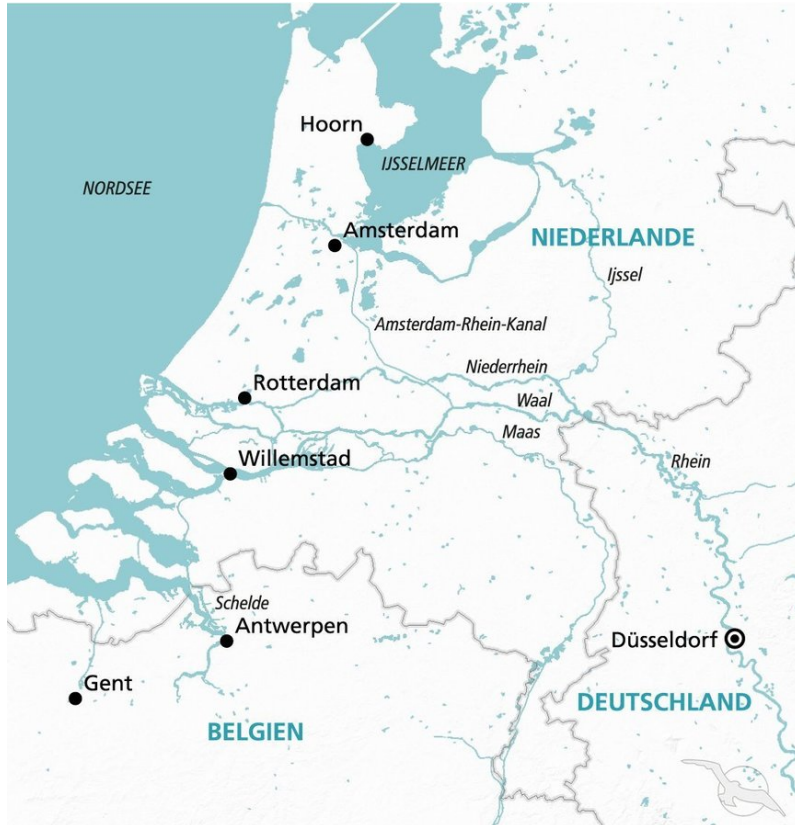 Hoorn
IJSSELMEER
NORDSEE
Amsterdam
NIEDERLANDE
Ijssel
Amsterdam-Rhein-Kanal
Niederrhein
Rotterdam
Waal
Maas
Willemstad
Rhein
Schelde
Antwerpen
Düsseldorf
Gent
DEUTSCHLAND
BELGIEN